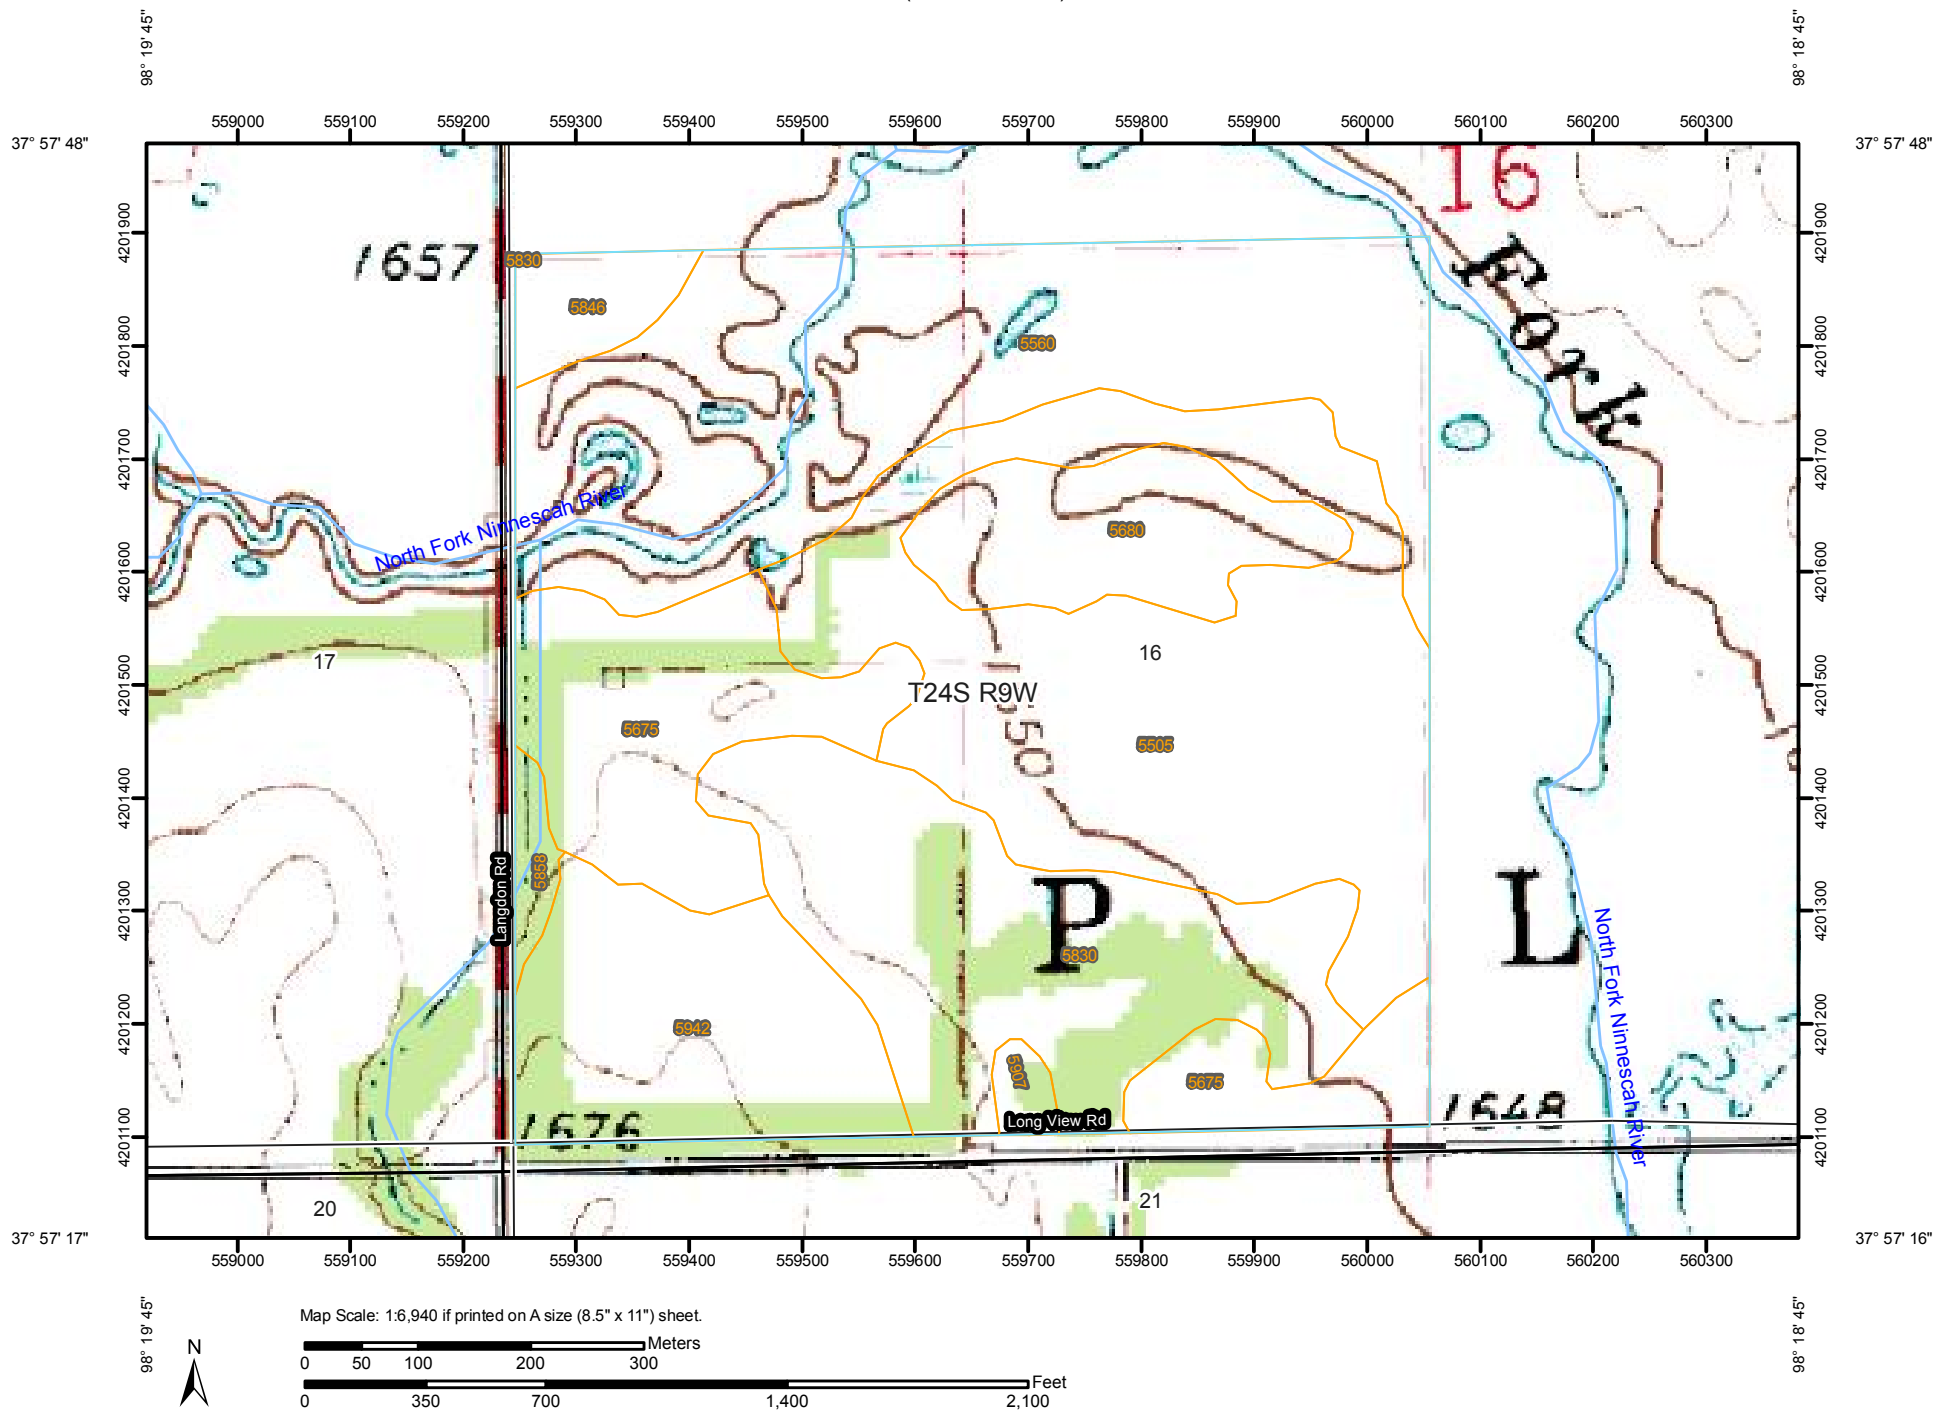 98° 19' 45"
98° 18' 45"
559000 559100 559200 559300 559400 559500 559600 559700 559800 559900 560000 560100 560200 560300
37° 57' 48"
37° 57' 48"
16
4201900
4201900
1657
5830
Fork
5846
4201800
5560
4201800
4201700
4201700
North Fork Ninnescah River
5680
4201600
4201600
17
16
4201500
T24S R9W
4201500
5675
5505
650
4201400
4201400
Langdon Rd
5858
P
L
4201300
4201300
5830
North Fork Ninnescah River
4201200
5942
4201200
5907
5675
1676
Long View Rd
1648
4201100
4201100
20
21
37° 57' 17"
37° 57' 16"
559000 559100 559200 559300 559400 559500 559600 559700 559800 559900 560000 560100 560200 560300
98° 19' 45"
98° 18' 45"
Map Scale: 1:6,940 if printed on A size (8.5" x 11") sheet.
N
Meters
0 50 100 200 300
Feet
0 350 700 1,400 2,100